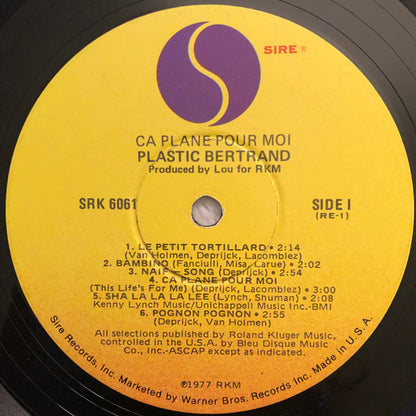 SIRE ®
CA PLANE POUR MOI
PLASTIC BERTRAND
Produced by Lou for RKM
SRK 6061
SIDE I
(RE-1)
1. LE PETIT TORTILLARD • 2:14
(Van Holmen, Deprijck, Lacomblez)
2. BAMBINO (Fanciulli, Misa, Larue) • 2:02
3. NAIF – SONG (Deprijck) • 2:54
4. CA PLANE POUR MOI
(This Life's For Me) (Deprijck, Lacomblez) • 3:00
5. SHA LA LA LA LEE (Lynch, Shuman) • 2:08
Kenny Lynch Music/Unichappell Music Inc.-BMI
6. POGNON POGNON • 2:55
(Deprijck, Van Holmen)
All selections published by Roland Kluger Music,
controlled in the U.S.A. by Bleu Disque Music
Co., Inc.-ASCAP except as indicated.
℗1977 RKM
Sire Records, Inc. Marketed by Warner Bros. Records Inc. Made in U.S.A.